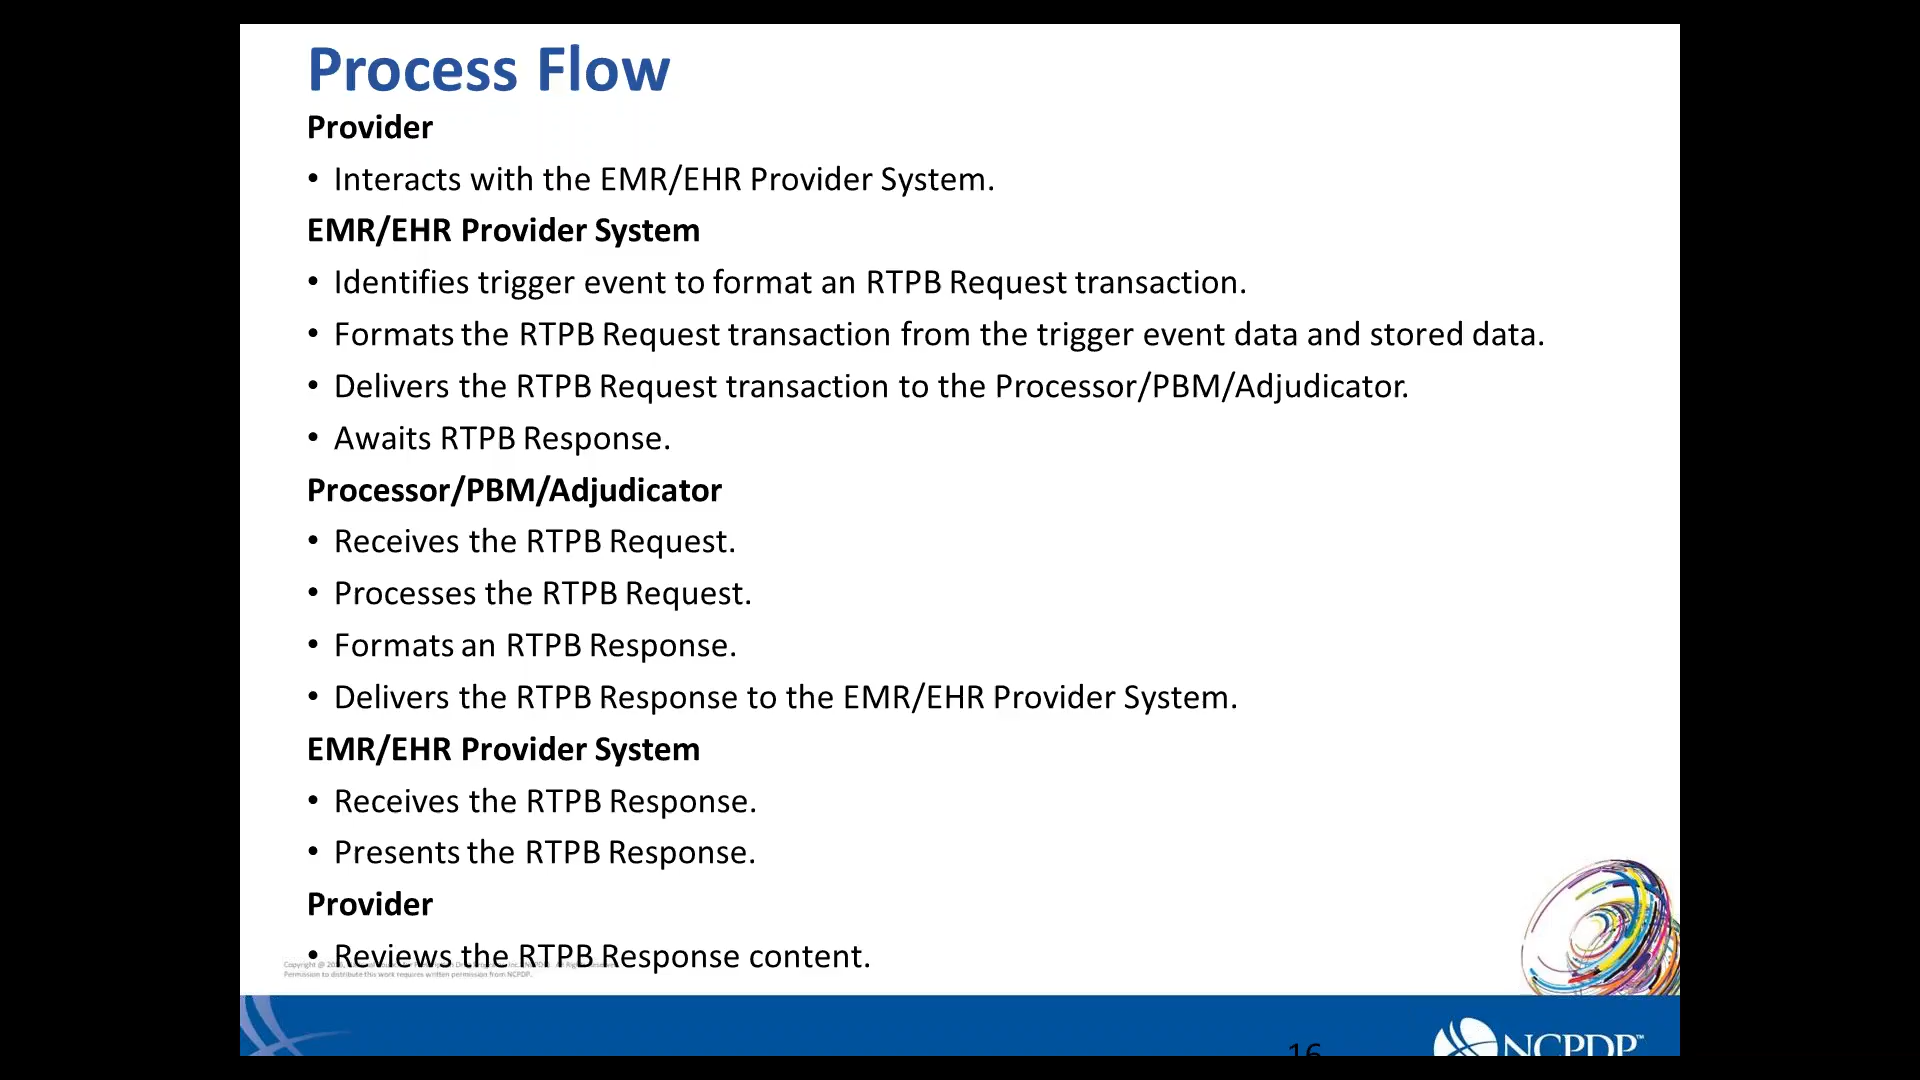 Process Flow
Provider
• Interacts with the EMR/EHR Provider System.
EMR/EHR Provider System
• Identifies trigger event to format an RTPB Request transaction.
• Formats the RTPB Request transaction from the trigger event data and stored data.
• Delivers the RTPB Request transaction to the Processor/PBM/Adjudicator.
• Awaits RTPB Response.
Processor/PBM/Adjudicator
• Receives the RTPB Request.
• Processes the RTPB Request.
• Formats an RTPB Response.
• Delivers the RTPB Response to the EMR/EHR Provider System.
EMR/EHR Provider System
• Receives the RTPB Response.
• Presents the RTPB Response.
Provider
• Reviews the RTPB Response content.
Copyright @
Permission to distribute this work requires written permission from NCPDP.
16
NCPDP™